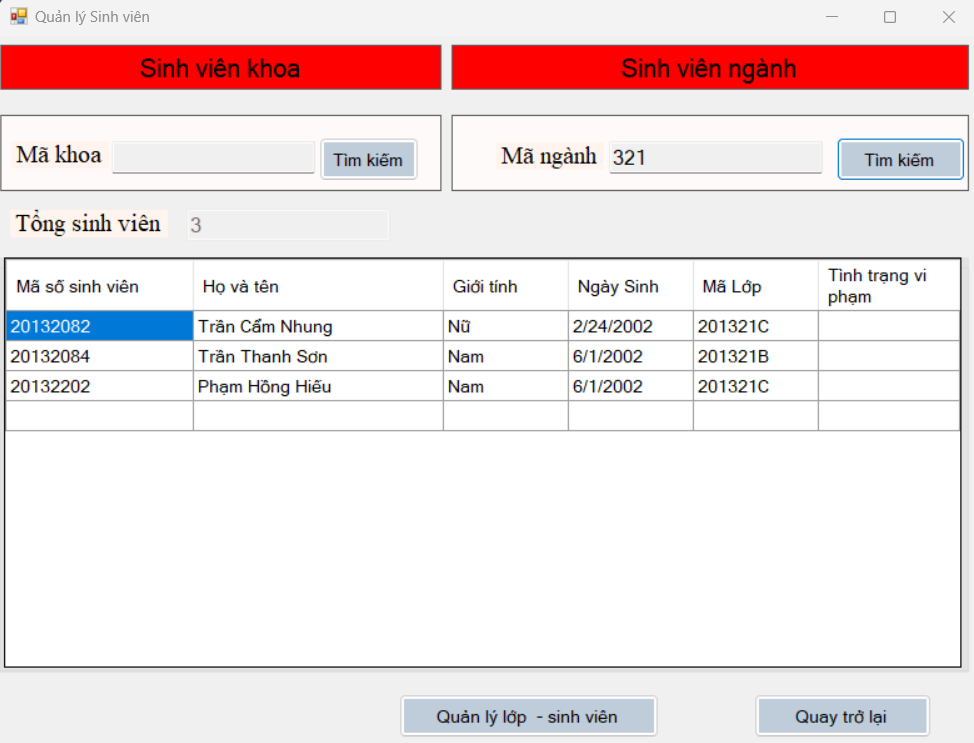 Quản lý Sinh viên
Sinh viên khoa
Sinh viên ngành
Mã khoa
Tìm kiếm
Mã ngành
321
Tìm kiếm
Tổng sinh viên
3
Mã số sinh viên Họ và tên Giới tính Ngày Sinh Mã Lớp Tình trạng vi
phạm
20132082 Trần Cẩm Nhung Nữ 2/24/2002 201321C
20132084 Trần Thanh Sơn Nam 6/1/2002 201321B
20132202 Phạm Hồng Hiếu Nam 6/1/2002 201321C
Quản lý lớp - sinh viên
Quay trở lại